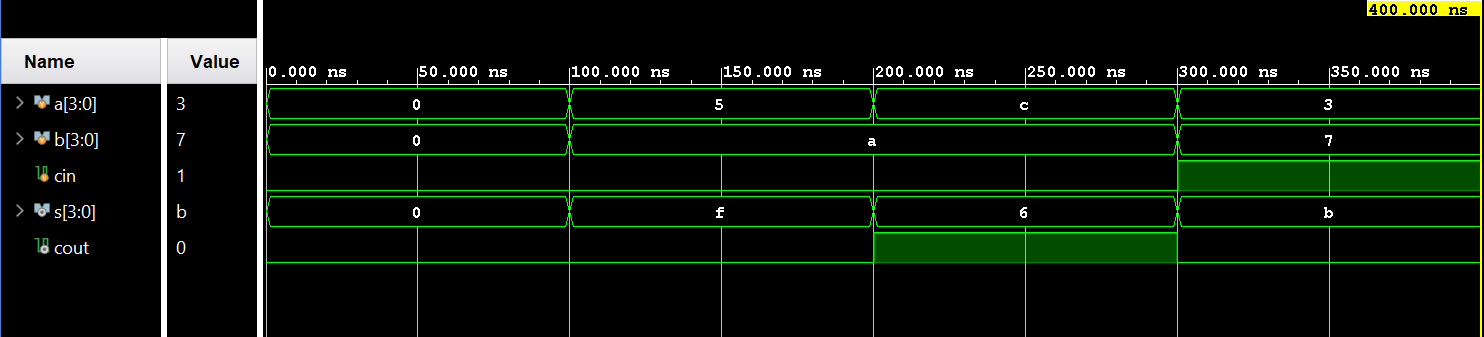 400.000 ns
Name Value 0.000 ns 50.000 ns 100.000 ns 150.000 ns 200.000 ns 250.000 ns 300.000 ns 350.000 ns
a[3:0] 3 0 5 c 3
b[3:0] 7 0 a 7
cin 1
s[3:0] b 0 f 6 b
cout 0